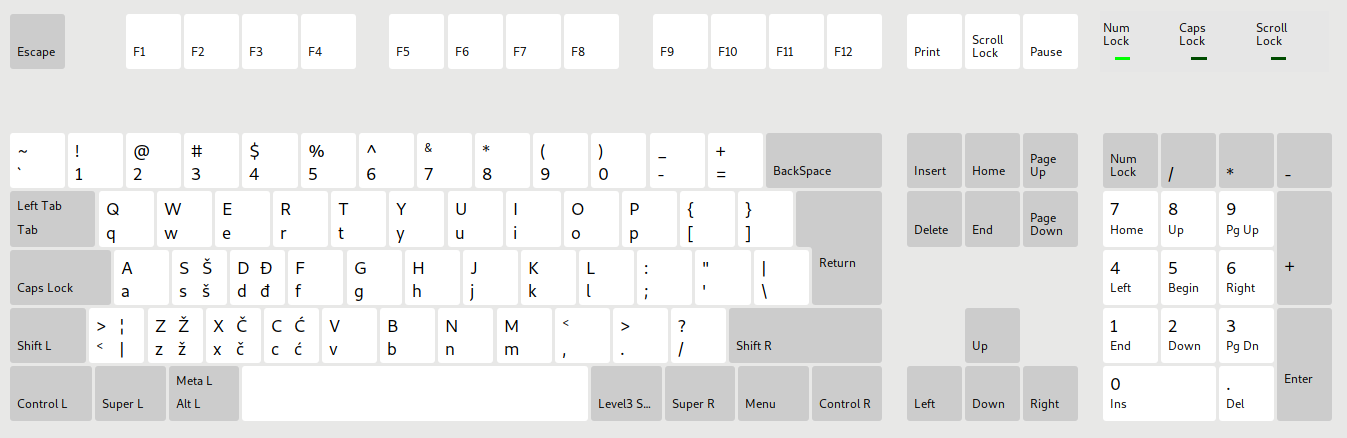 Escape F1 F2 F3 F4 F5 F6 F7 F8 F9 F10 F11 F12 Print Scroll Lock Pause Num Lock Caps Lock Scroll Lock
~ ! @ # $ % ^ & * ( ) _ +
` 1 2 3 4 5 6 7 8 9 0 - = BackSpace Insert Home Page Up Num Lock / * -
Left Tab Q W E R T Y U I O P { } 7 8 9
Tab q w e r t y u i o p [ ] Delete End Page Down Home Up Pg Up
A S Š D Đ F G H J K L : " | Return 4 5 6 +
Caps Lock a s š d đ f g h j k l ; ' \ Left Begin Right
> ¦ Z Ž X Č C Ć V B N M < > ? 1 2 3
Shift L < | z ž x č c ć v b n m , . / Shift R Up End Down Pg Dn
Meta L 0 . Enter
Control L Super L Alt L Level3 S... Super R Menu Control R Left Down Right Ins Del